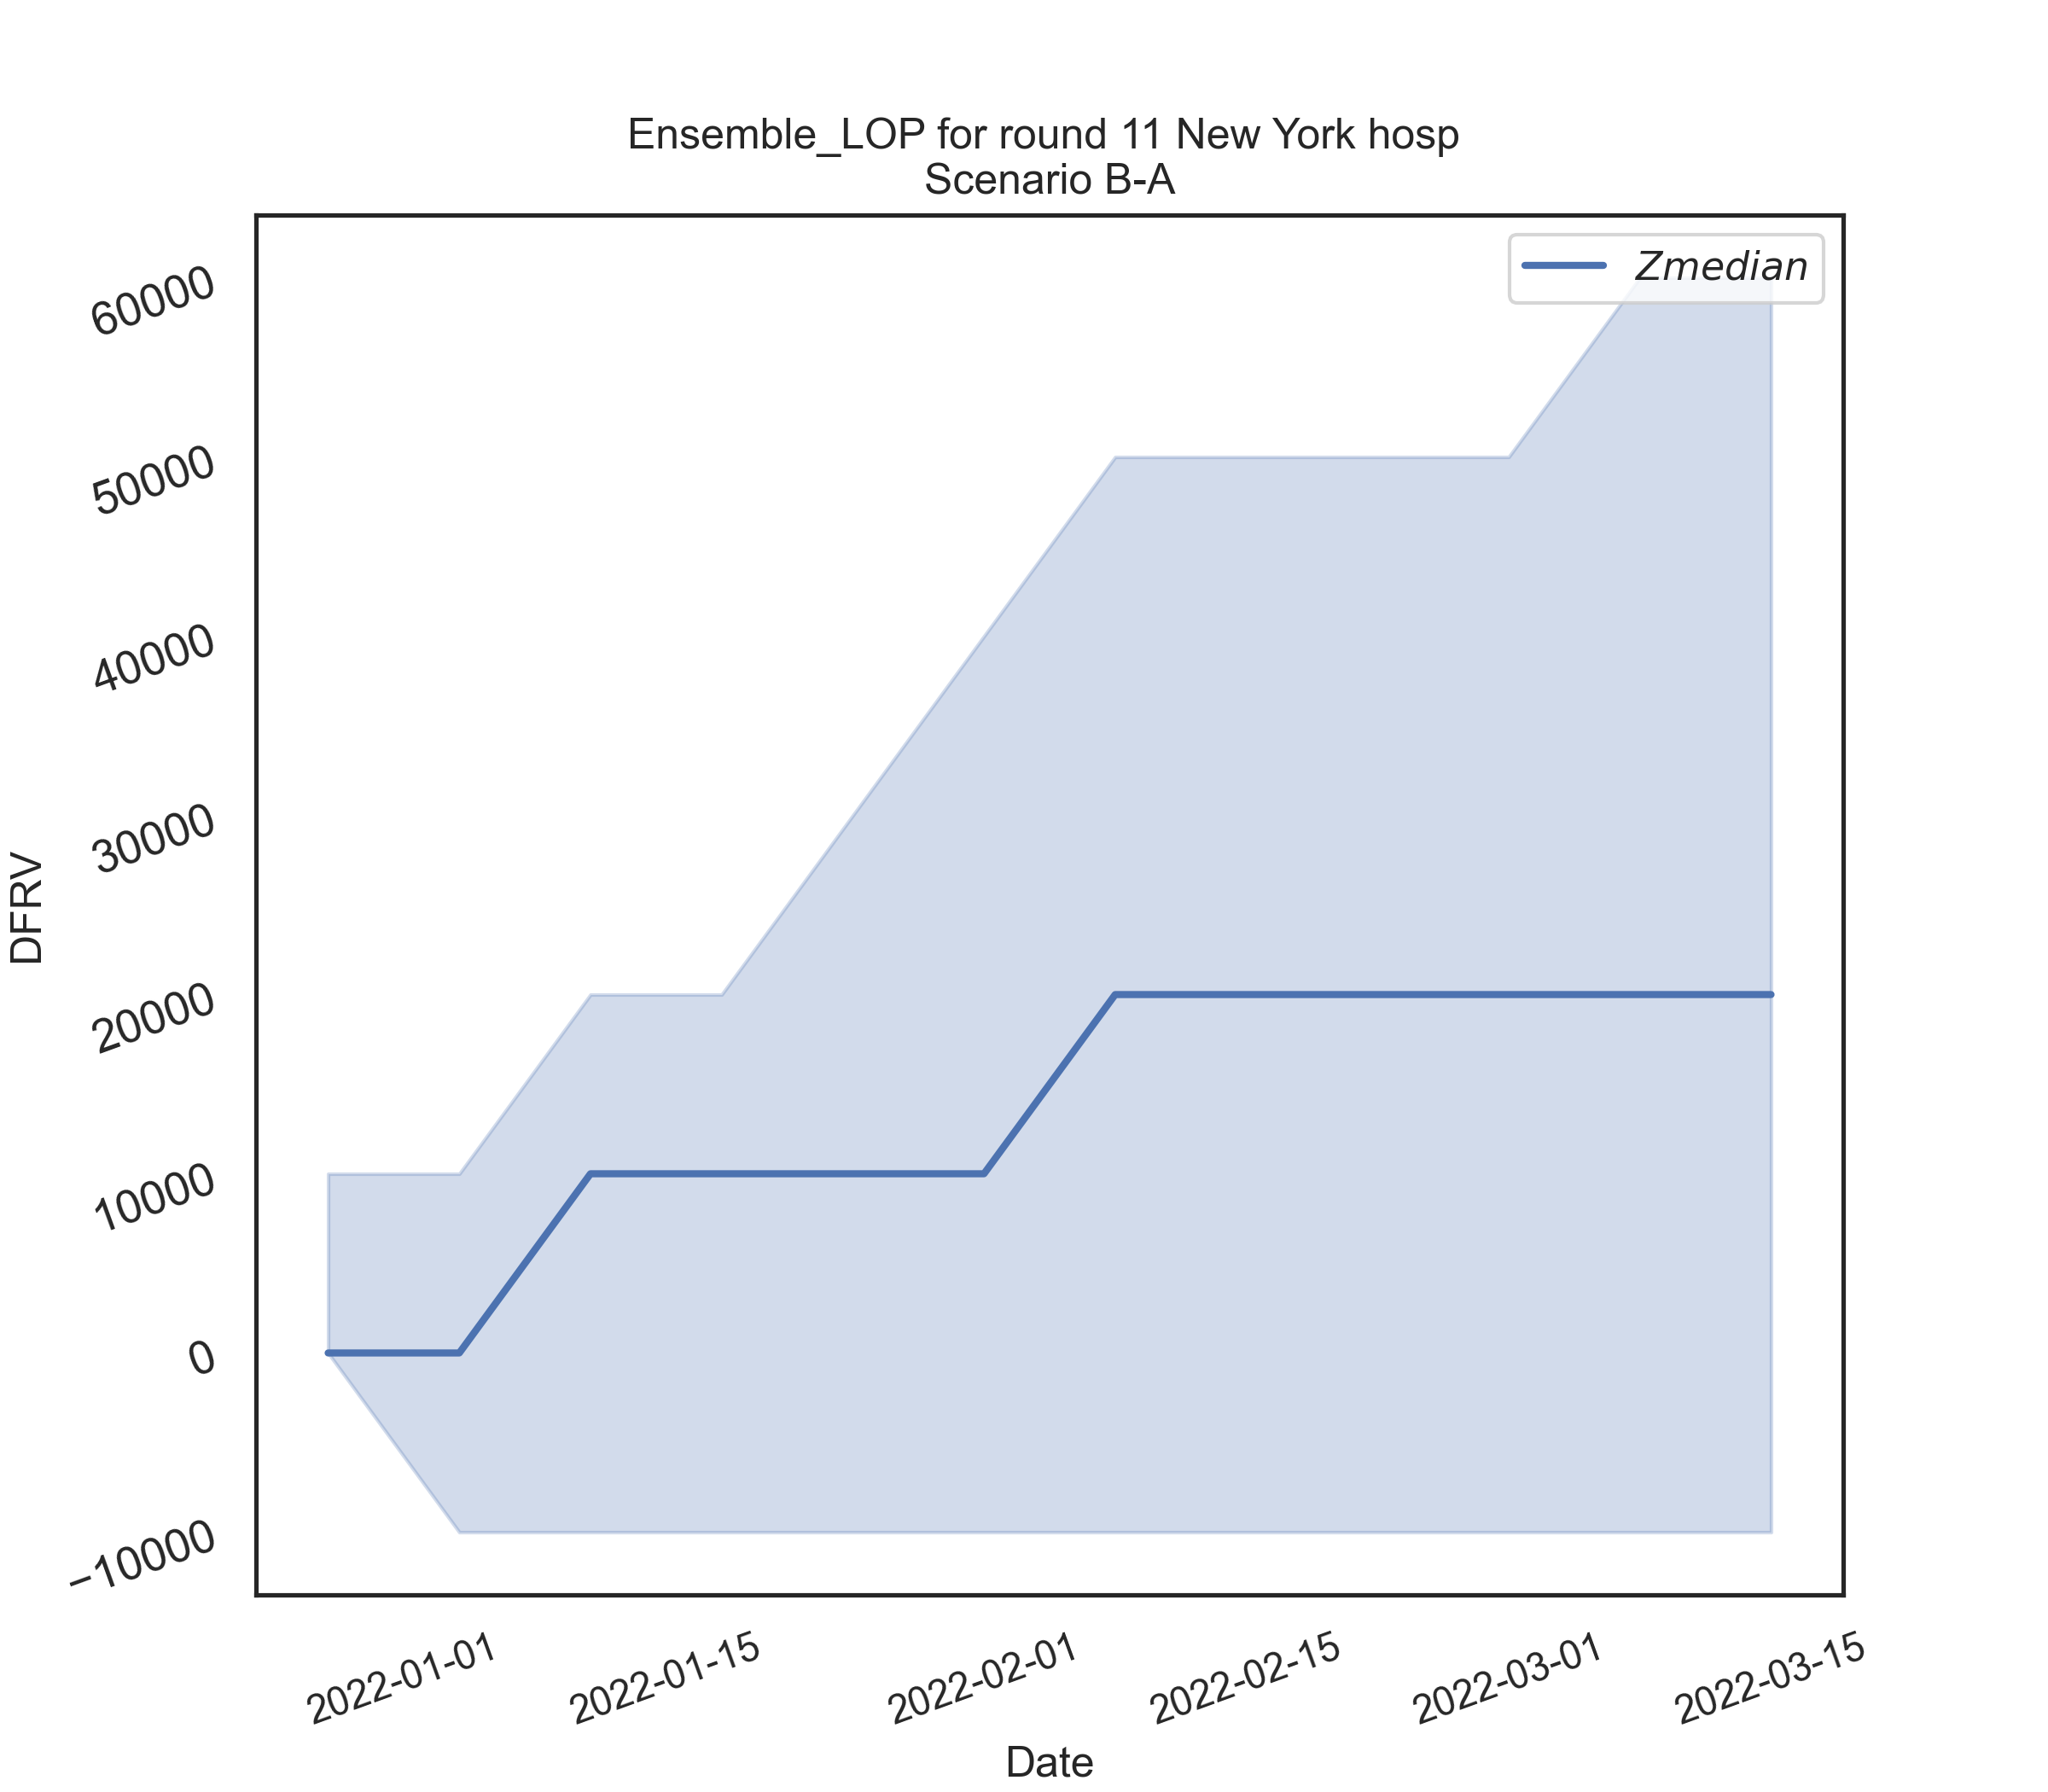 Ensemble_LOP for round 11 New York hosp
Scenario B-A
Zmedian
60000
50000
40000
30000
20000
10000
0
−10000
DFRV
2022-01-01
2022-01-15
2022-02-01
2022-02-15
2022-03-01
2022-03-15
Date